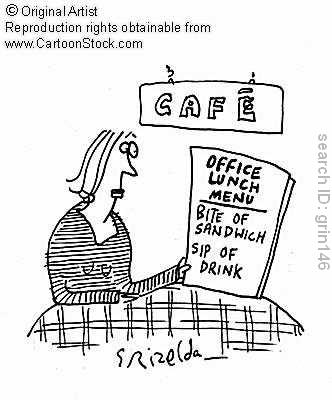 © Original Artist
Reproduction rights obtainable from
www.CartoonStock.com
CAFÉ
OFFICE
LUNCH
MENU
BITE OF
SANDWICH
SIP OF
DRINK
search ID: grin146
Grizelda